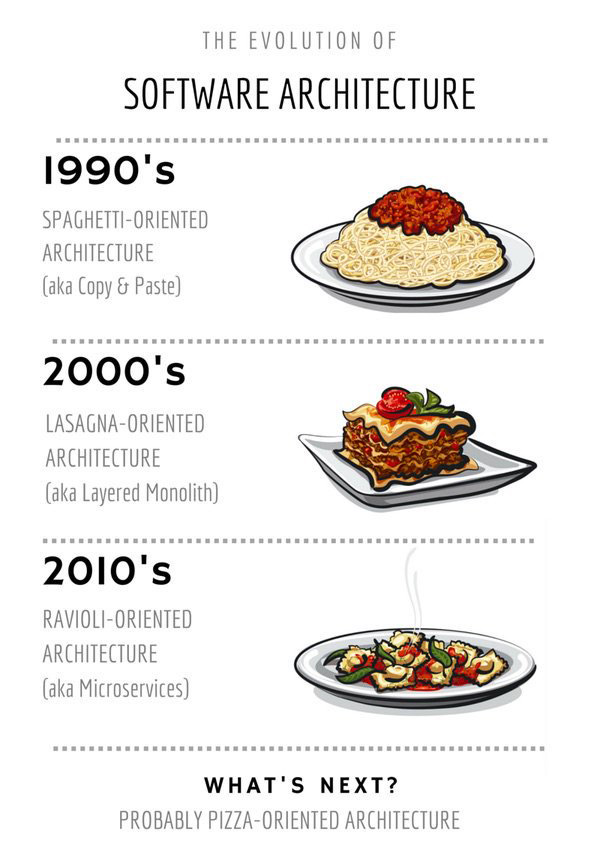 THE EVOLUTION OF
SOFTWARE ARCHITECTURE
1990's
SPAGHETTI-ORIENTED
ARCHITECTURE
(aka Copy & Paste)
2000's
LASAGNA-ORIENTED
ARCHITECTURE
(aka Layered Monolith)
2010's
RAVIOLI-ORIENTED
ARCHITECTURE
(aka Microservices)
WHAT'S NEXT?
PROBABLY PIZZA-ORIENTED ARCHITECTURE